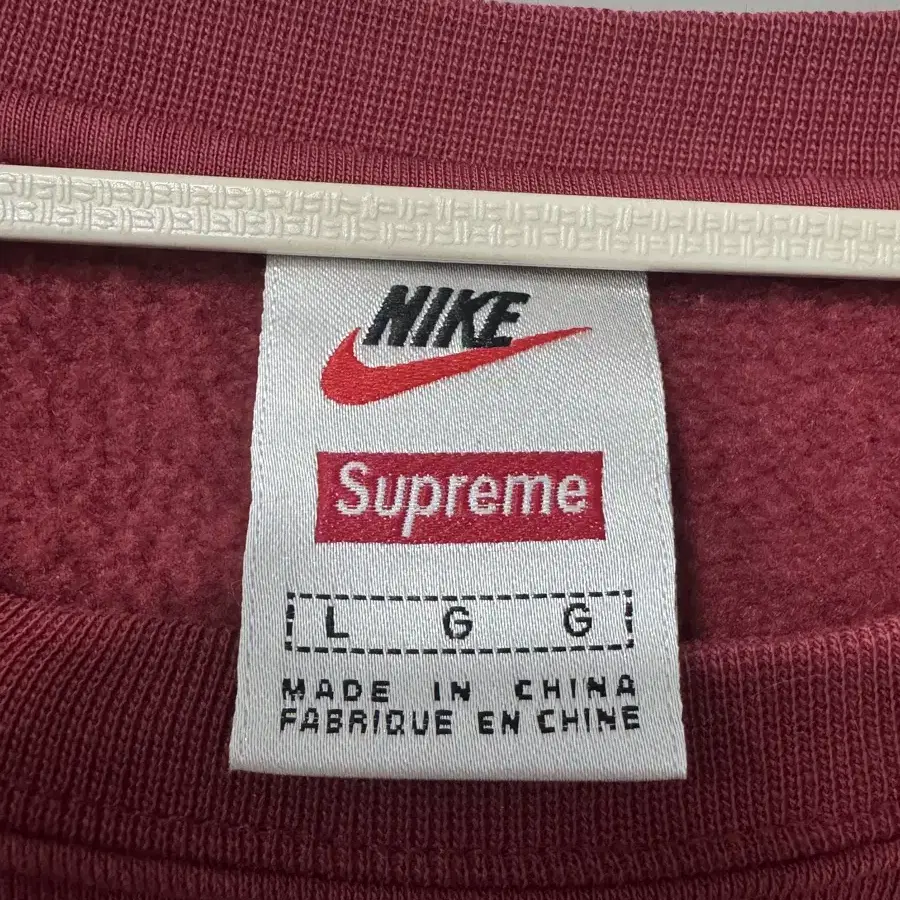 NIKE
Supreme
L G G
MADE IN CHINA
FABRIQUE EN CHINE